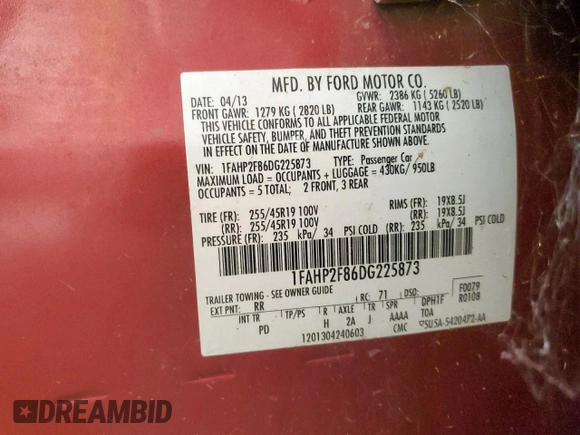 MFD. BY FORD MOTOR CO.
DATE: 04/13 GVWR: 2386 KG ( 5260 LB)
FRONT GAWR: 1279 KG ( 2820 LB) REAR GAWR: 1143 KG ( 2520 LB)
THIS VEHICLE CONFORMS TO ALL APPLICABLE FEDERAL MOTOR
VEHICLE SAFETY, BUMPER, AND THEFT PREVENTION STANDARDS
IN EFFECT ON THE DATE OF MANUFACTURE SHOWN ABOVE.
VIN: 1FAHP2F86DG225873 TYPE: Passenger Car
MAXIMUM LOAD = OCCUPANTS + LUGGAGE = 430KG/ 950LB
OCCUPANTS = 5 TOTAL; 2 FRONT, 3 REAR
TIRE (FR): 255/45R19 100V RIMS (FR): 19X8.5J
(RR): 255/45R19 100V (RR): 19X8.5J
PRESSURE (FR): 235 kPa/ 34 PSI COLD (RR): 235 kPa/ 34 PSI COLD
1FAHP2F86DG225873
TRAILER TOWING - SEE OWNER GUIDE F0079
EXT PNT: RR RC: 71 DSO: R0108
INT TR TP/PS R AXLE TR SPR DPH1F
PD H 2A J AAAA TOA
1201304240603 CMC 5U5A-5420472-AA
DREAMBID